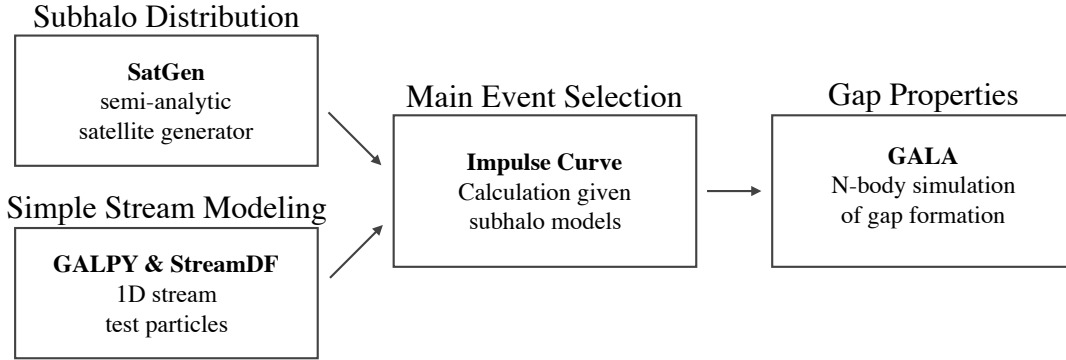 Subhalo Distribution
SatGen
semi-analytic
satellite generator
Simple Stream Modeling
GALPY & StreamDF
1D stream
test particles
Main Event Selection
Impulse Curve
Calculation given
subhalo models
Gap Properties
GALA
N-body simulation
of gap formation